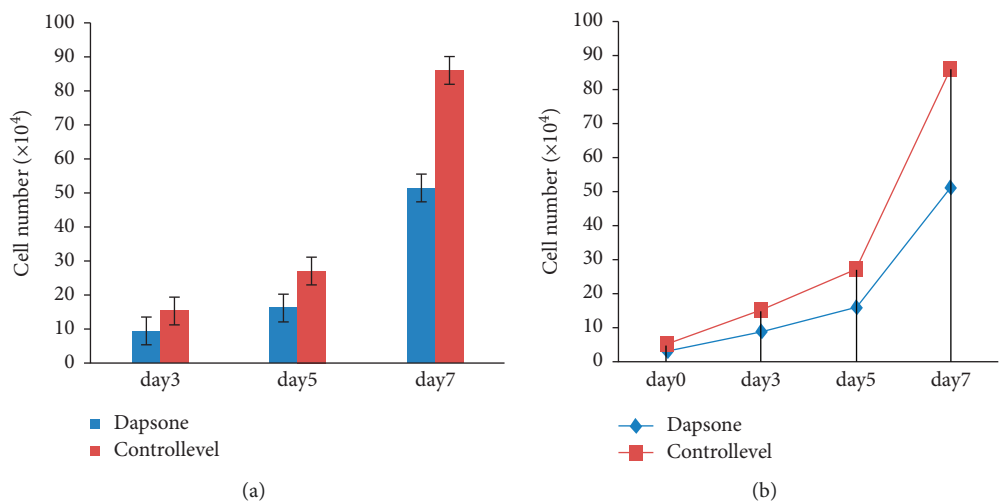 100
90
80
70
60
50
40
30
20
10
0
Cell number (×10⁴)
day3 day5 day7
Dapsone
Controllevel
(a)
100
90
80
70
60
50
40
30
20
10
0
Cell number (×10⁴)
day0 day3 day5 day7
Dapsone
Controllevel
(b)